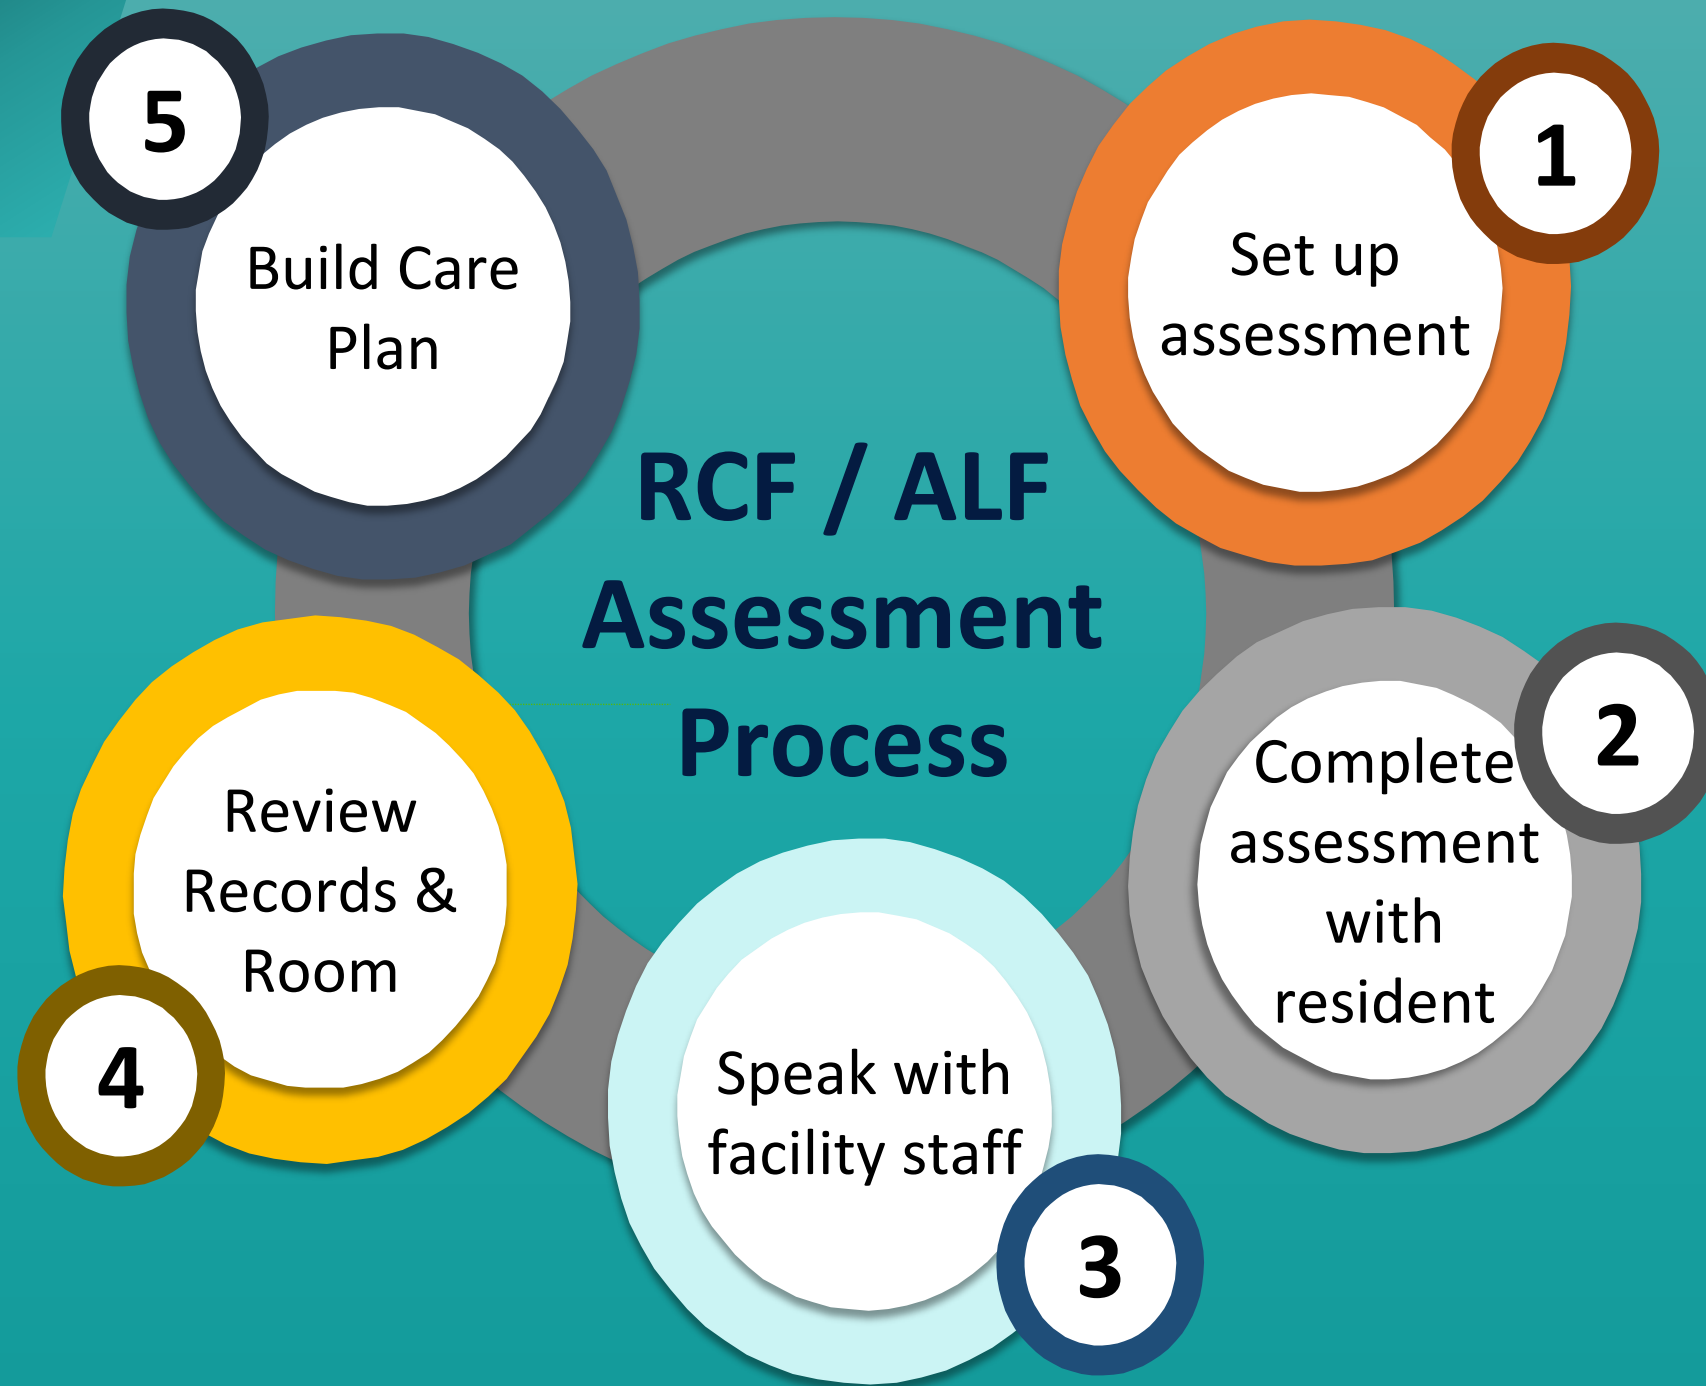 RCF / ALF
Assessment
Process
1
Set up
assessment
2
Complete
assessment
with
resident
3
Speak with
facility staff
4
Review
Records &
Room
5
Build Care
Plan